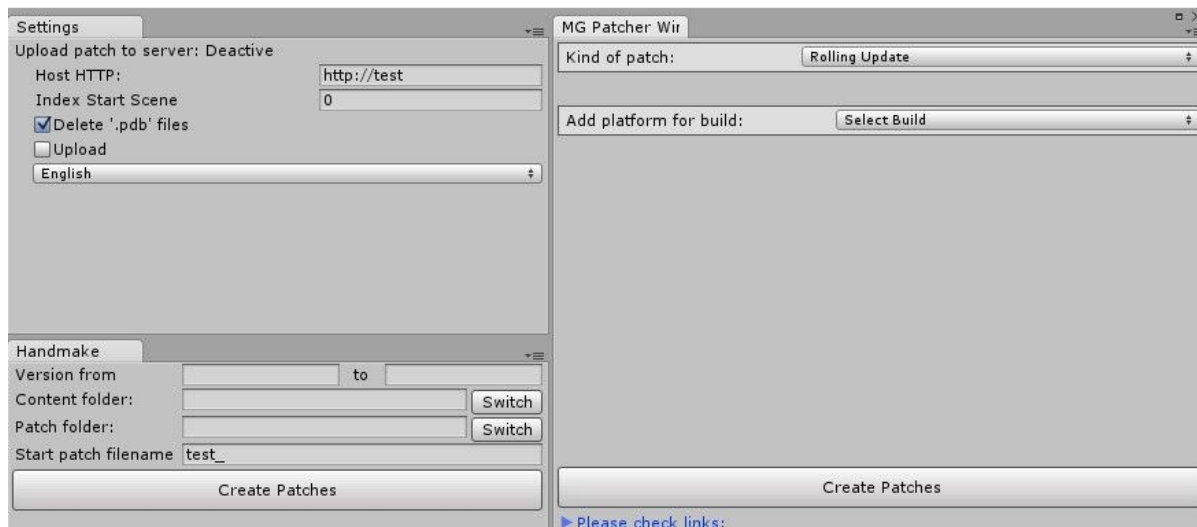 Settings
Upload patch to server: Deactive
Host HTTP: http://test
Index Start Scene 0
Delete '.pdb' files
Upload
English
Handmake
Version from to
Content folder: Switch
Patch folder: Switch
Start patch filename test_
Create Patches
MG Patcher Wir
Kind of patch: Rolling Update
Add platform for build: Select Build
Create Patches
Please check links: